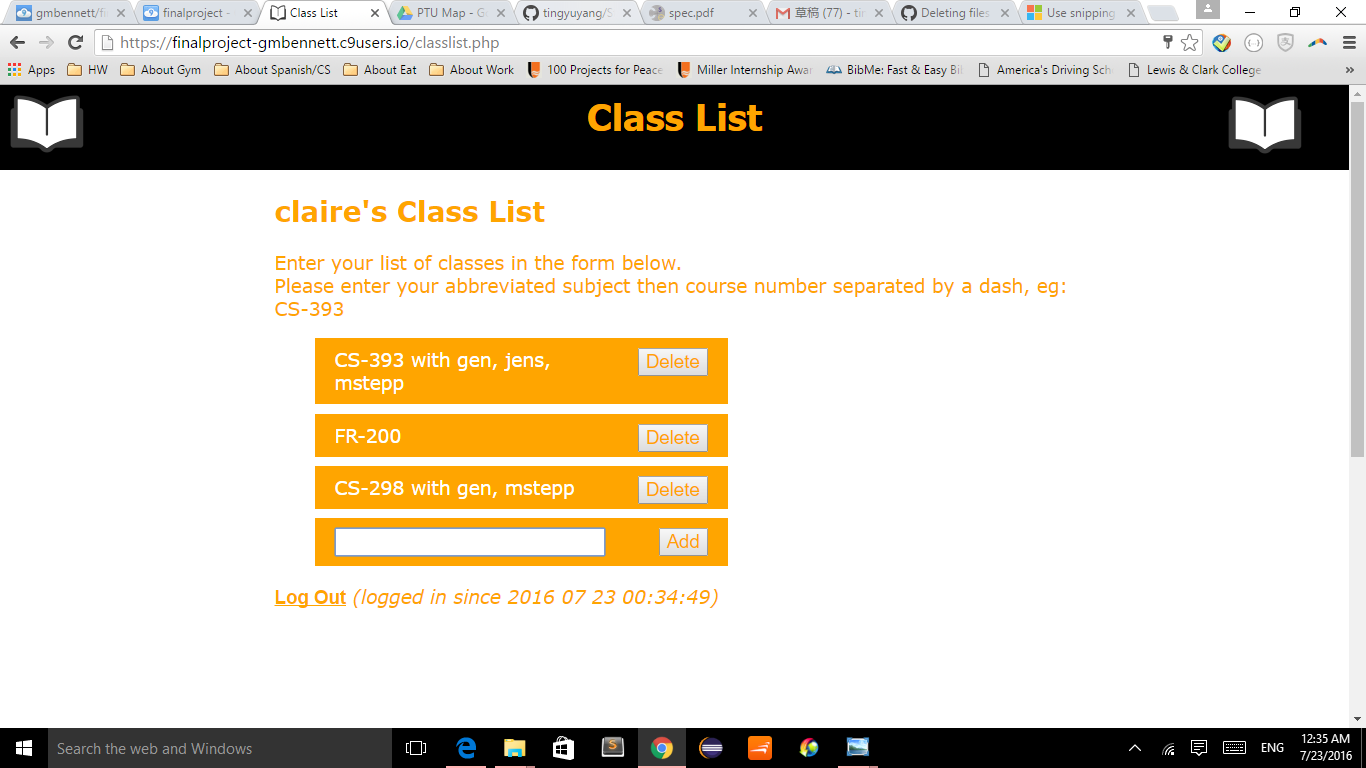 gmbennett/fi
finalproject -
Class List
PTU Map - G
tingyuyang/S
spec.pdf
草稿 (77) - tin
Deleting files
Use snipping
https://finalproject-gmbennett.c9users.io/classlist.php
Apps
HW
About Gym
About Spanish/CS
About Eat
About Work
100 Projects for Peace
Miller Internship Awar
BibMe: Fast & Easy Bi
America's Driving Sch
Lewis & Clark College
»
Class List
claire's Class List
Enter your list of classes in the form below.
Please enter your abbreviated subject then course number separated by a dash, eg:
CS-393
CS-393 with gen, jens,
mstepp
Delete
FR-200
Delete
CS-298 with gen, mstepp
Delete
Add
Log Out (logged in since 2016 07 23 00:34:49)
Search the web and Windows
ENG
12:35 AM
7/23/2016